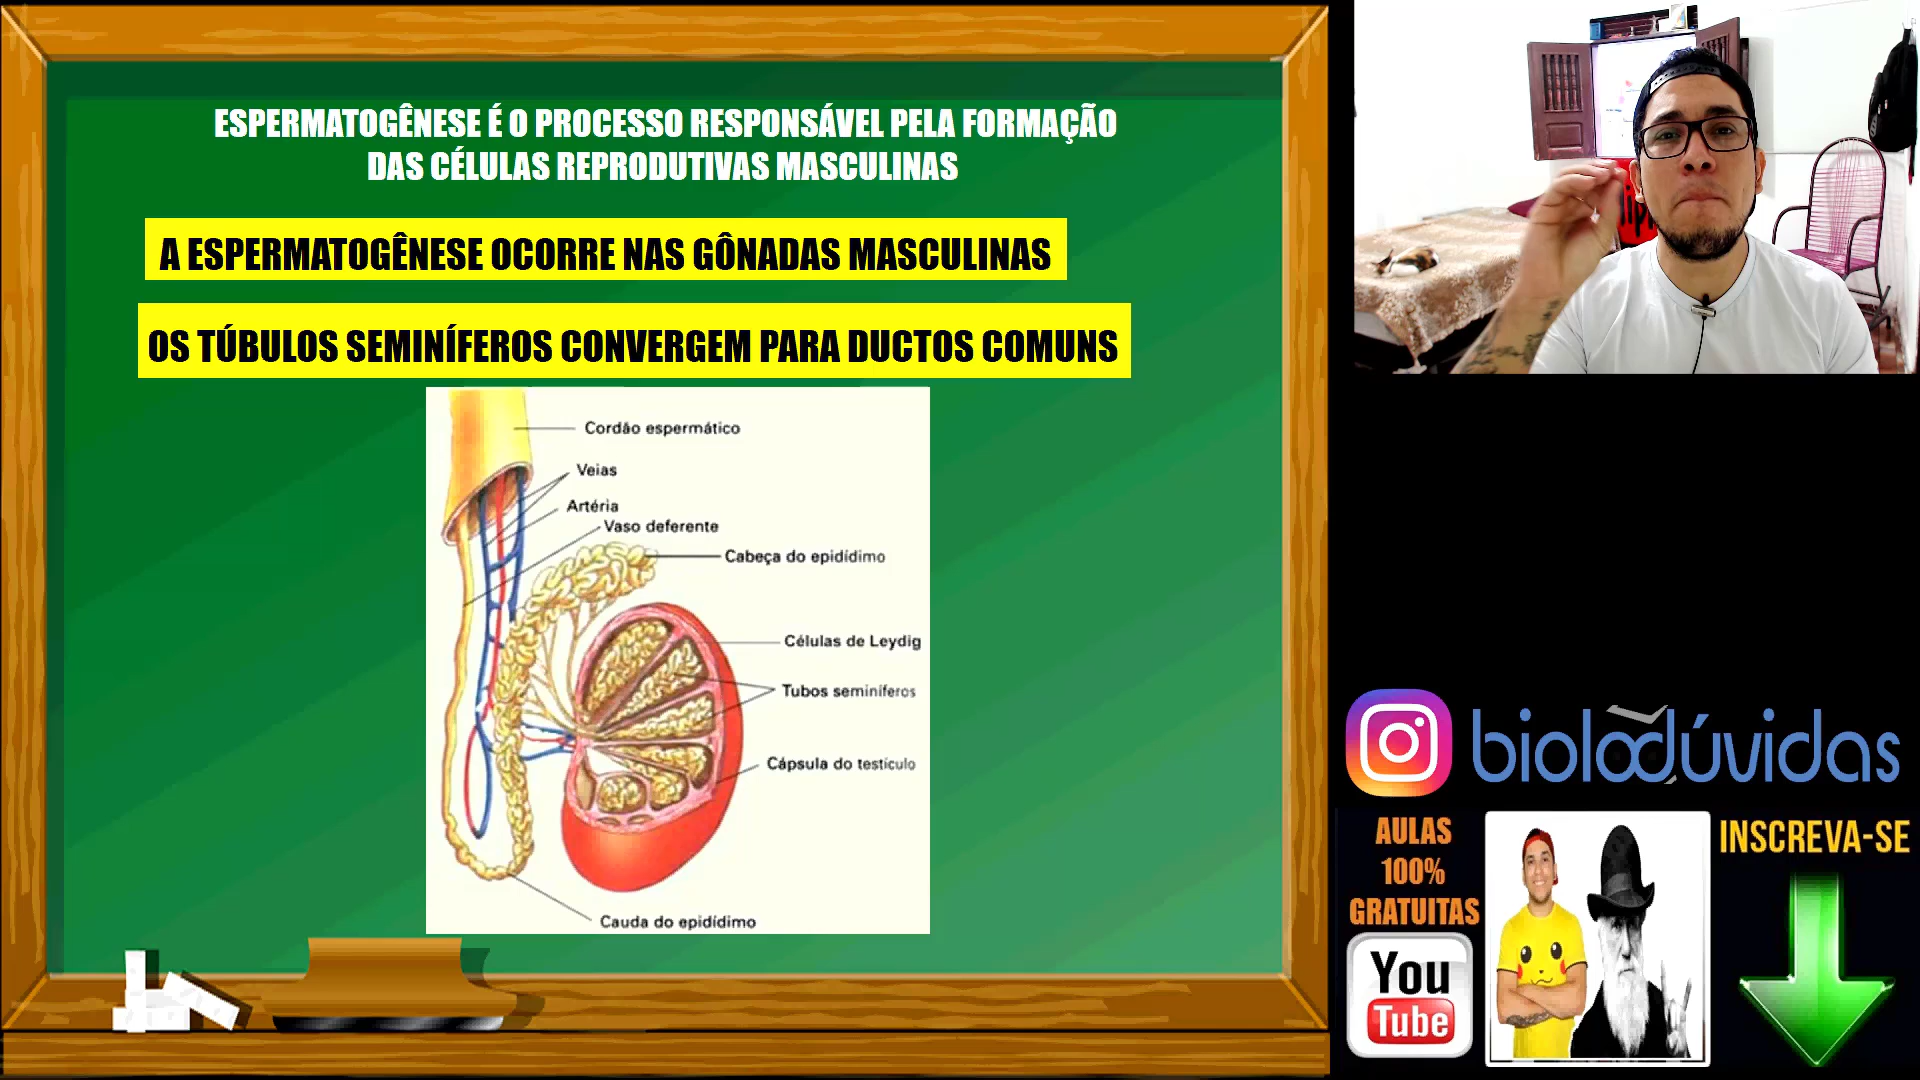 ESPERMATOGÊNESE É O PROCESSO RESPONSÁVEL PELA FORMAÇÃO
DAS CÉLULAS REPRODUTIVAS MASCULINAS
A ESPERMATOGÊNESE OCORRE NAS GÔNADAS MASCULINAS
OS TÚBULOS SEMINÍFEROS CONVERGEM PARA DUCTOS COMUNS
Cordão espermático
Veias
Artéria
Vaso deferente
Cabeça do epidídimo
Células de Leydig
Tubos seminíferos
Cápsula do testículo
Cauda do epidídimo
biolodúvidas
AULAS
100%
GRATUITAS
You
Tube
INSCREVA-SE